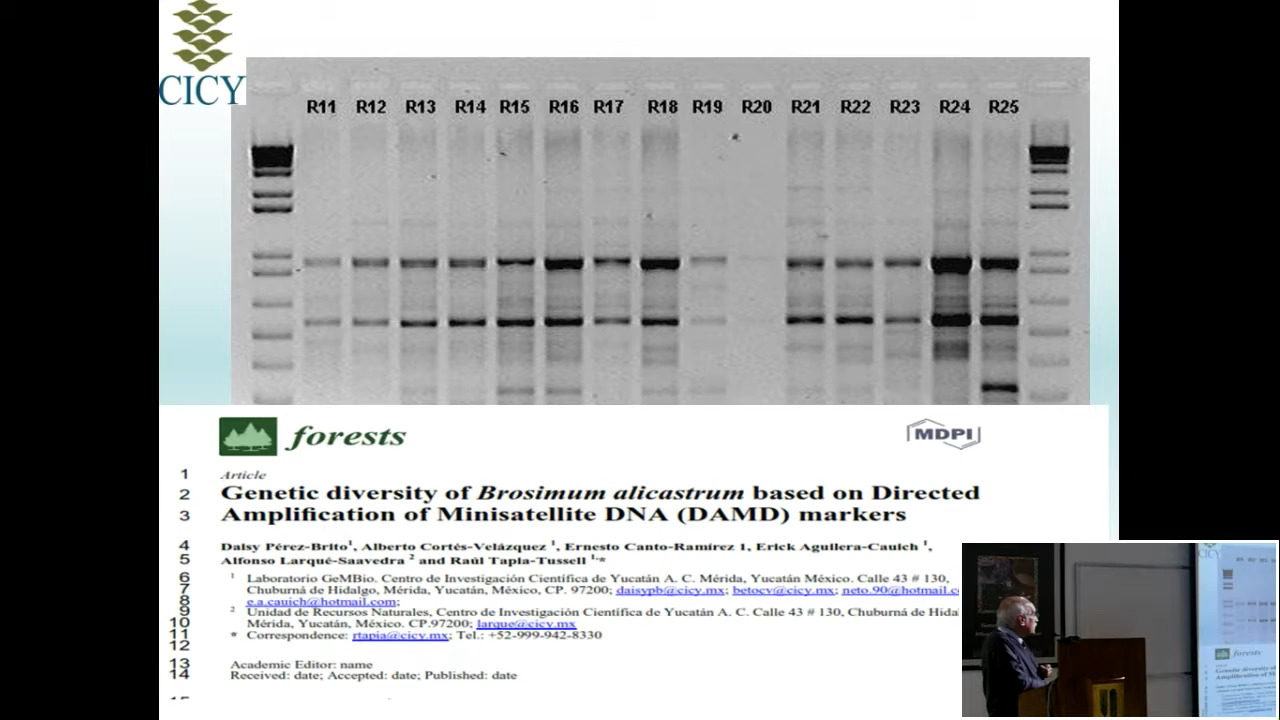 CICY
R11 R12 R13 R14 R15 R16 R17 R18 R19 R20 R21 R22 R23 R24 R25
forests
MDPI
1 Article
2 Genetic diversity of Brosimum alicastrum based on Directed
3 Amplification of Minisatellite DNA (DAMD) markers
4 Daisy Pérez-Brito1, Alberto Cortés-Velázquez 1, Ernesto Canto-Ramírez 1, Erick Aguilera-Cauich 1,
5 Alfonso Larqué-Saavedra 2 and Raúl Tapia-Tussell 1,*
6 1 Laboratorio GeMBio. Centro de Investigación Científica de Yucatán A. C. Mérida, Yucatán México. Calle 43 # 130,
7 Chuburná de Hidalgo, Mérida, Yucatán, México, CP. 97200; daisypb@cicy.mx; betocv@cicy.mx; neto.90@hotmail.co
8 e.a.cauich@hotmail.com;
9 2 Unidad de Recursos Naturales, Centro de Investigación Científica de Yucatán A. C. Calle 43 # 130, Chuburná de Hida
10 Mérida, Yucatán, México. CP.97200; larque@cicy.mx
11 * Correspondence: rtapia@cicy.mx; Tel.: +52-999-942-8330
12
13 Academic Editor: name
14 Received: date; Accepted: date; Published: date
CICY
forests
Genetic diversity